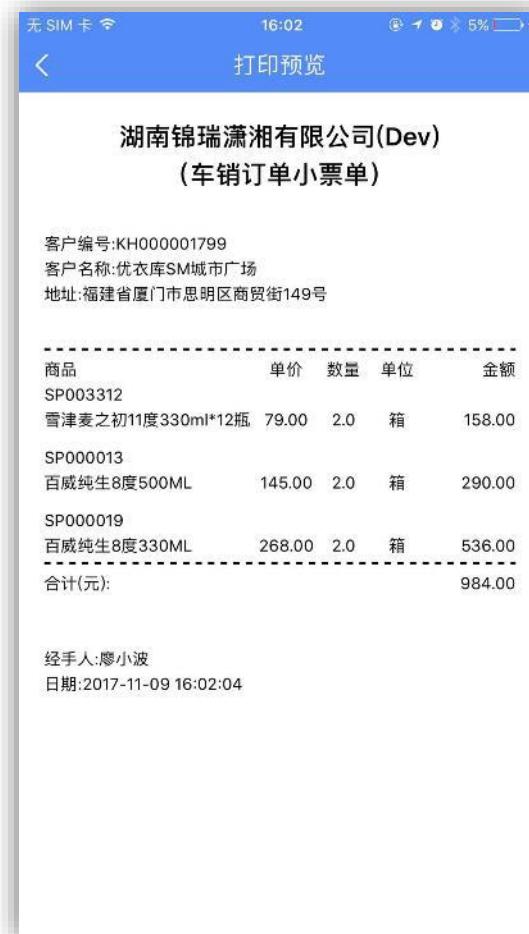 无 SIM 卡 16:02 5%
打印预览
湖南锦瑞潇湘有限公司(Dev)
（车销订单小票单）
客户编号:KH000001799
客户名称:优衣库SM城市广场
地址:福建省厦门市思明区商贸街149号
商品 单价 数量 单位 金额
SP003312
雪津麦之初11度330ml*12瓶 79.00 2.0 箱 158.00
SP000013
百威纯生8度500ML 145.00 2.0 箱 290.00
SP000019
百威纯生8度330ML 268.00 2.0 箱 536.00
合计(元): 984.00
经手人:廖小波
日期:2017-11-09 16:02:04